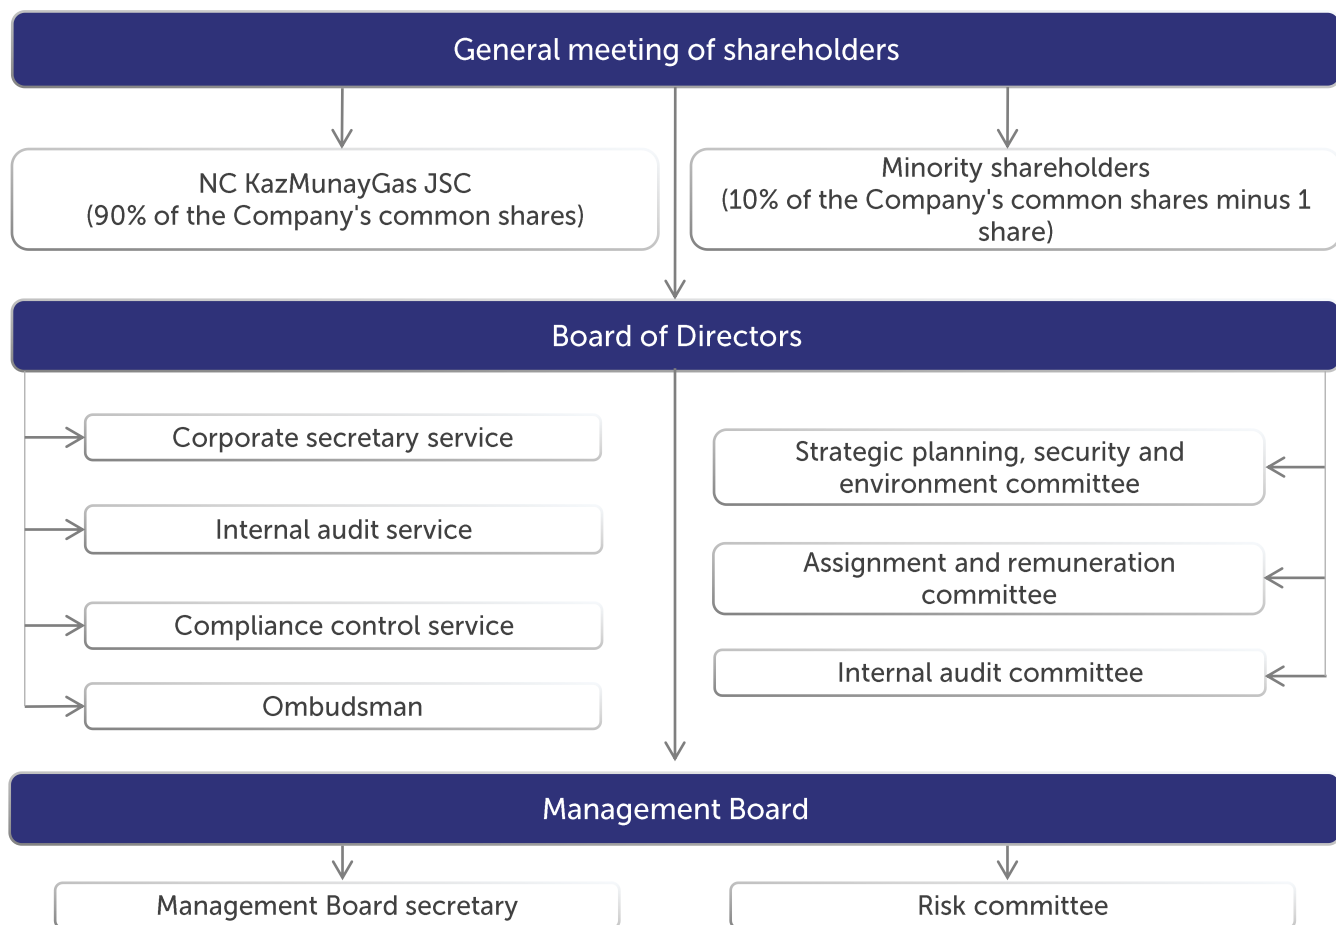 General meeting of shareholders
NC KazMunayGas JSC
(90% of the Company's common shares)
Minority shareholders
(10% of the Company's common shares minus 1
share)
Board of Directors
Corporate secretary service
Internal audit service
Compliance control service
Ombudsman
Strategic planning, security and
environment committee
Assignment and remuneration
committee
Internal audit committee
Management Board
Management Board secretary
Risk committee